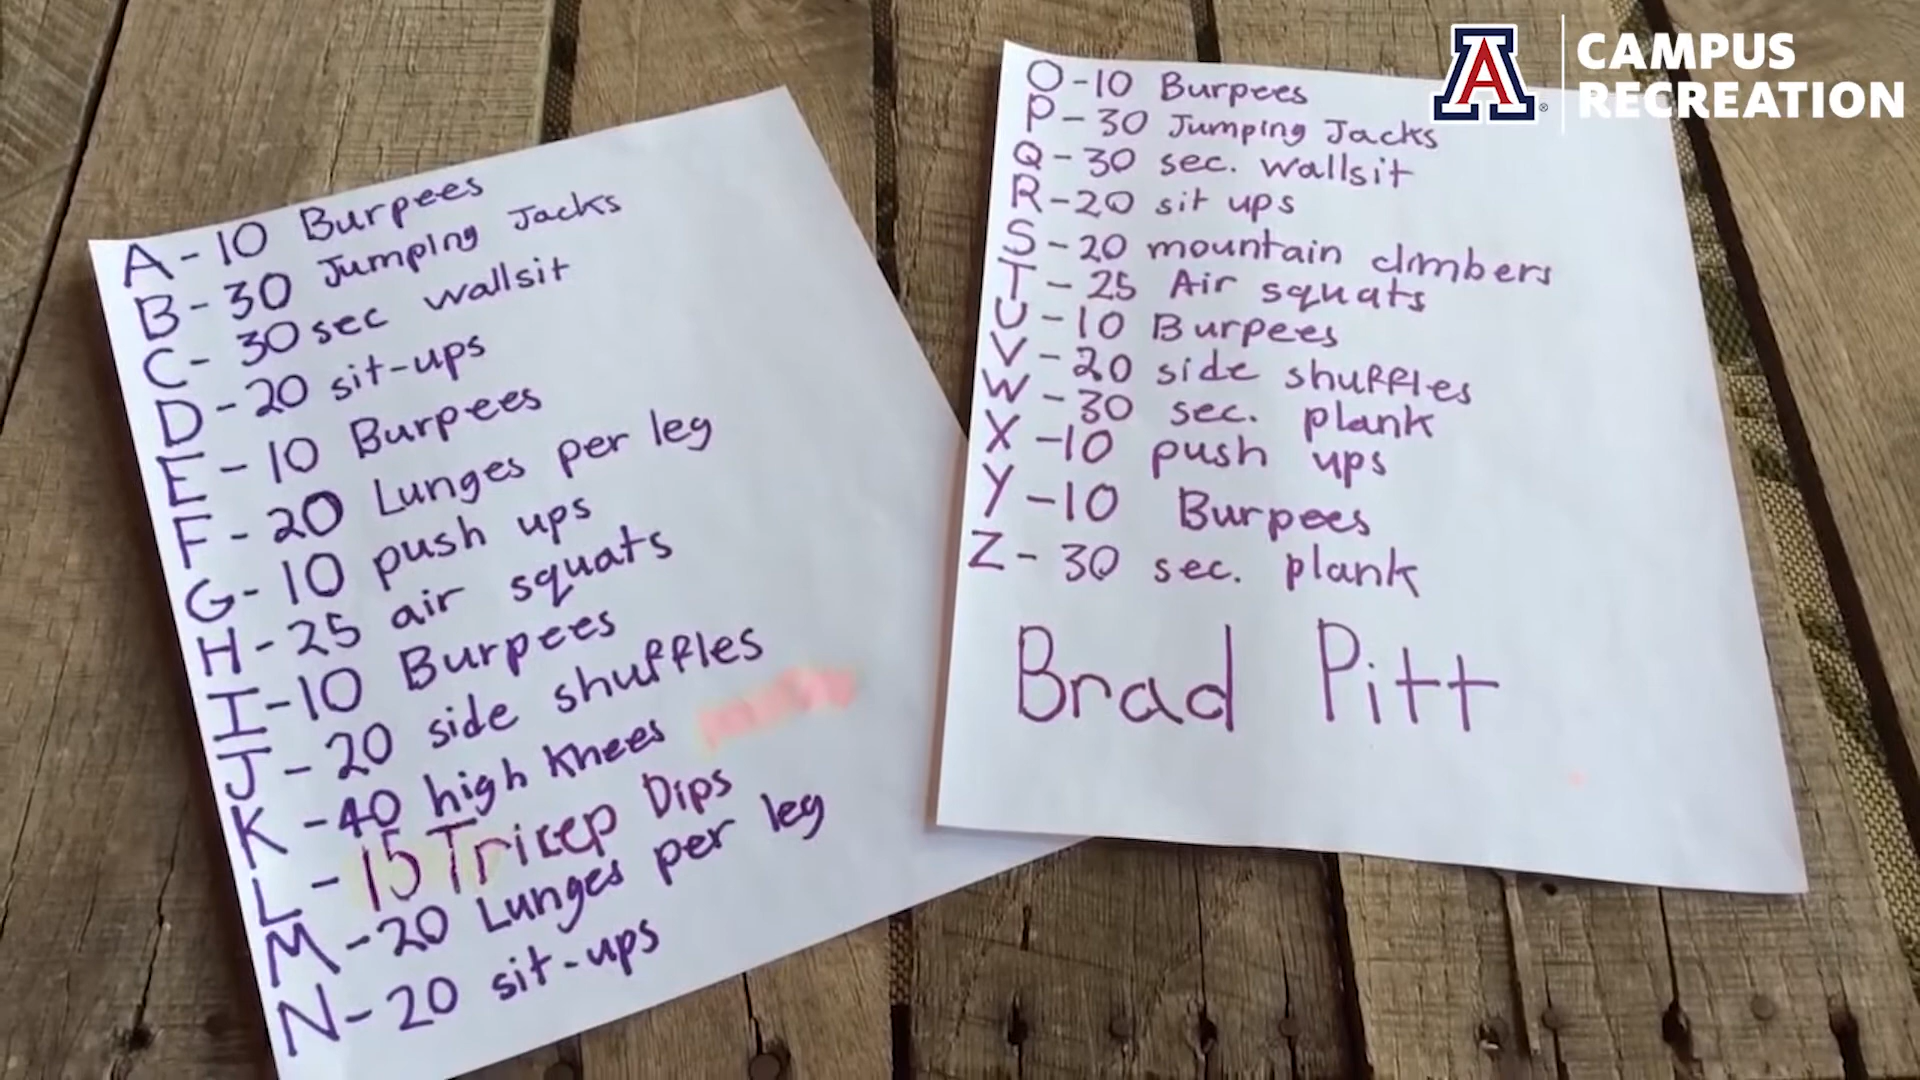 A-10 Burpees
B-30 Jumping Jacks
C- 30 sec wallsit
D-20 sit-ups
E-10 Burpees
F-20 Lunges per leg
G-10 push ups
H-25 air squats
I-10 Burpees
J-20 side shuffles
K-40 high knees
L-15 Tricep Dips
M-20 Lunges per leg
N-20 sit-ups
O-10 Burpees
P-30 Jumping Jacks
Q-30 sec. wallsit
R-20 sit ups
S-20 mountain climbers
T-25 Air squats
U-10 Burpees
V-20 side shuffles
W-30 sec. plank
X-10 push ups
Y-10 Burpees
Z-30 sec. plank
Brad Pitt
A®
CAMPUS
RECREATION